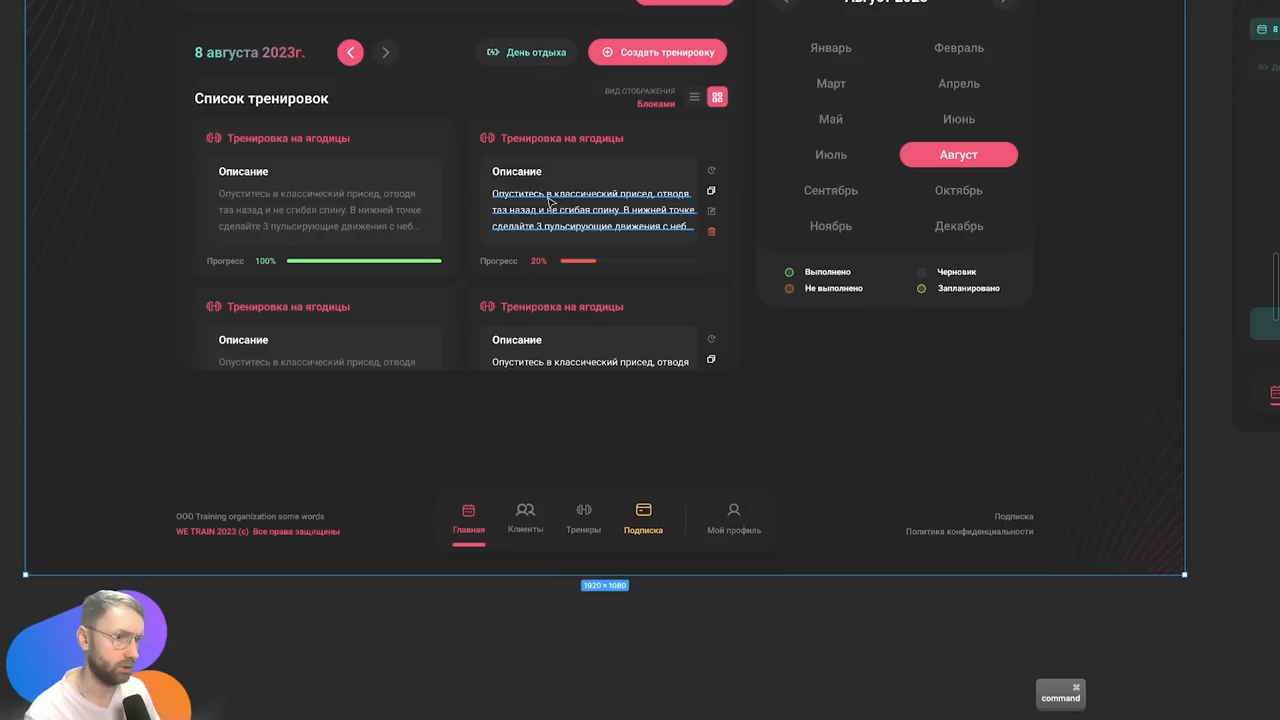 Август 2023
8 августа 2023г.
День отдыха
Создать тренировку
Список тренировок
ВИД ОТОБРАЖЕНИЯ
Блоками
Тренировка на ягодицы
Описание
Опуститесь в классический присед, отводя
таз назад и не сгибая спину. В нижней точке
сделайте 3 пульсирующие движения с неб...
Прогресс 100%
Тренировка на ягодицы
Описание
Опуститесь в классический присед, отводя
таз назад и не сгибая спину. В нижней точке
сделайте 3 пульсирующие движения с неб...
Прогресс 20%
Тренировка на ягодицы
Описание
Опуститесь в классический присед, отводя
Тренировка на ягодицы
Описание
Опуститесь в классический присед, отводя
Январь Февраль
Март Апрель
Май Июнь
Июль Август
Сентябрь Октябрь
Ноябрь Декабрь
Выполнено Черновик
Не выполнено Запланировано
8
ООО Training organization some words
WE TRAIN 2023 (c) Все права защищены
Главная Клиенты Тренеры Подписка Мой профиль
Подписка
Политика конфиденциальности
1920 × 1080
⌘
command